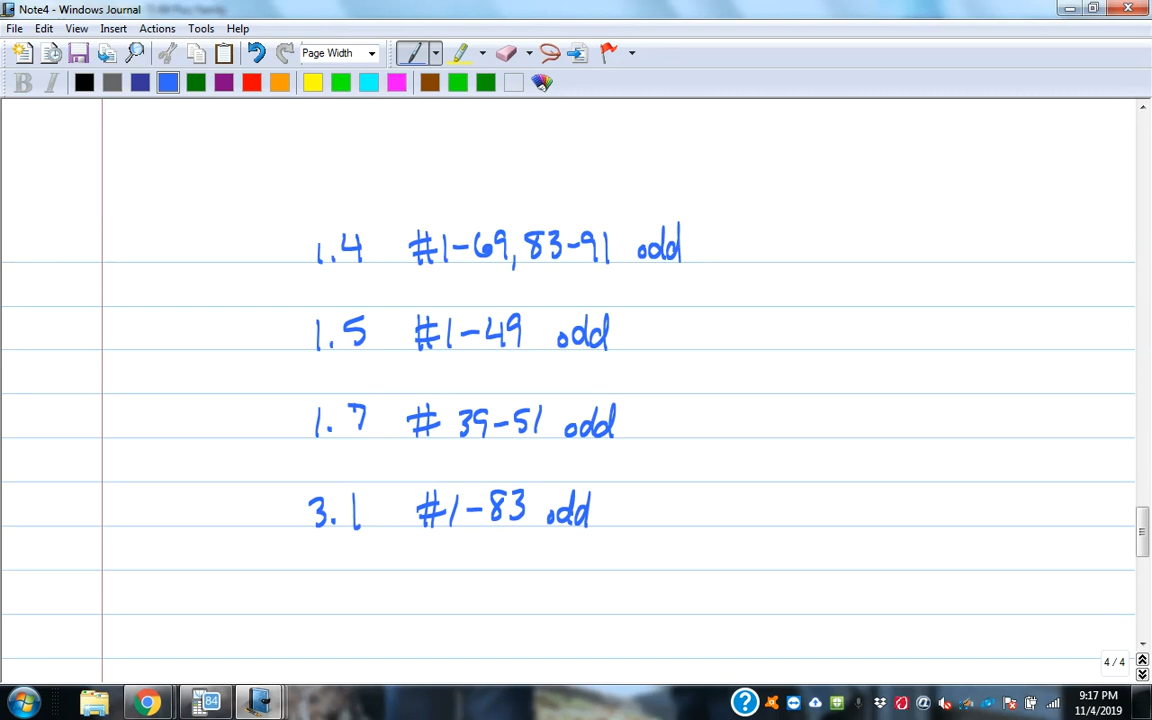 Note4 - Windows Journal
File Edit View Insert Actions Tools Help
Page Width
B I
1.4 #1-69, 83-91 odd
1.5 #1-49 odd
1.7 # 39-51 odd
3.1 #1-83 odd
4 / 4
84
9:17 PM
11/4/2019